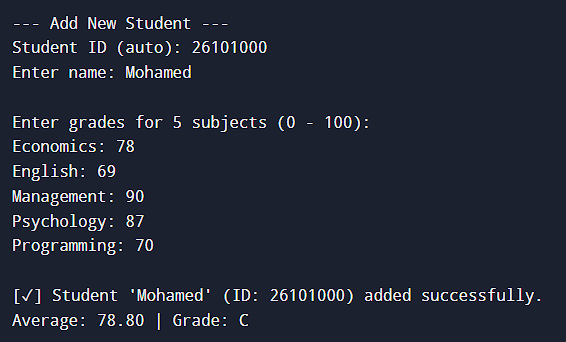 --- Add New Student ---
Student ID (auto): 26101000
Enter name: Mohamed
Enter grades for 5 subjects (0 - 100):
Economics: 78
English: 69
Management: 90
Psychology: 87
Programming: 70
[✓] Student 'Mohamed' (ID: 26101000) added successfully.
Average: 78.80 | Grade: C